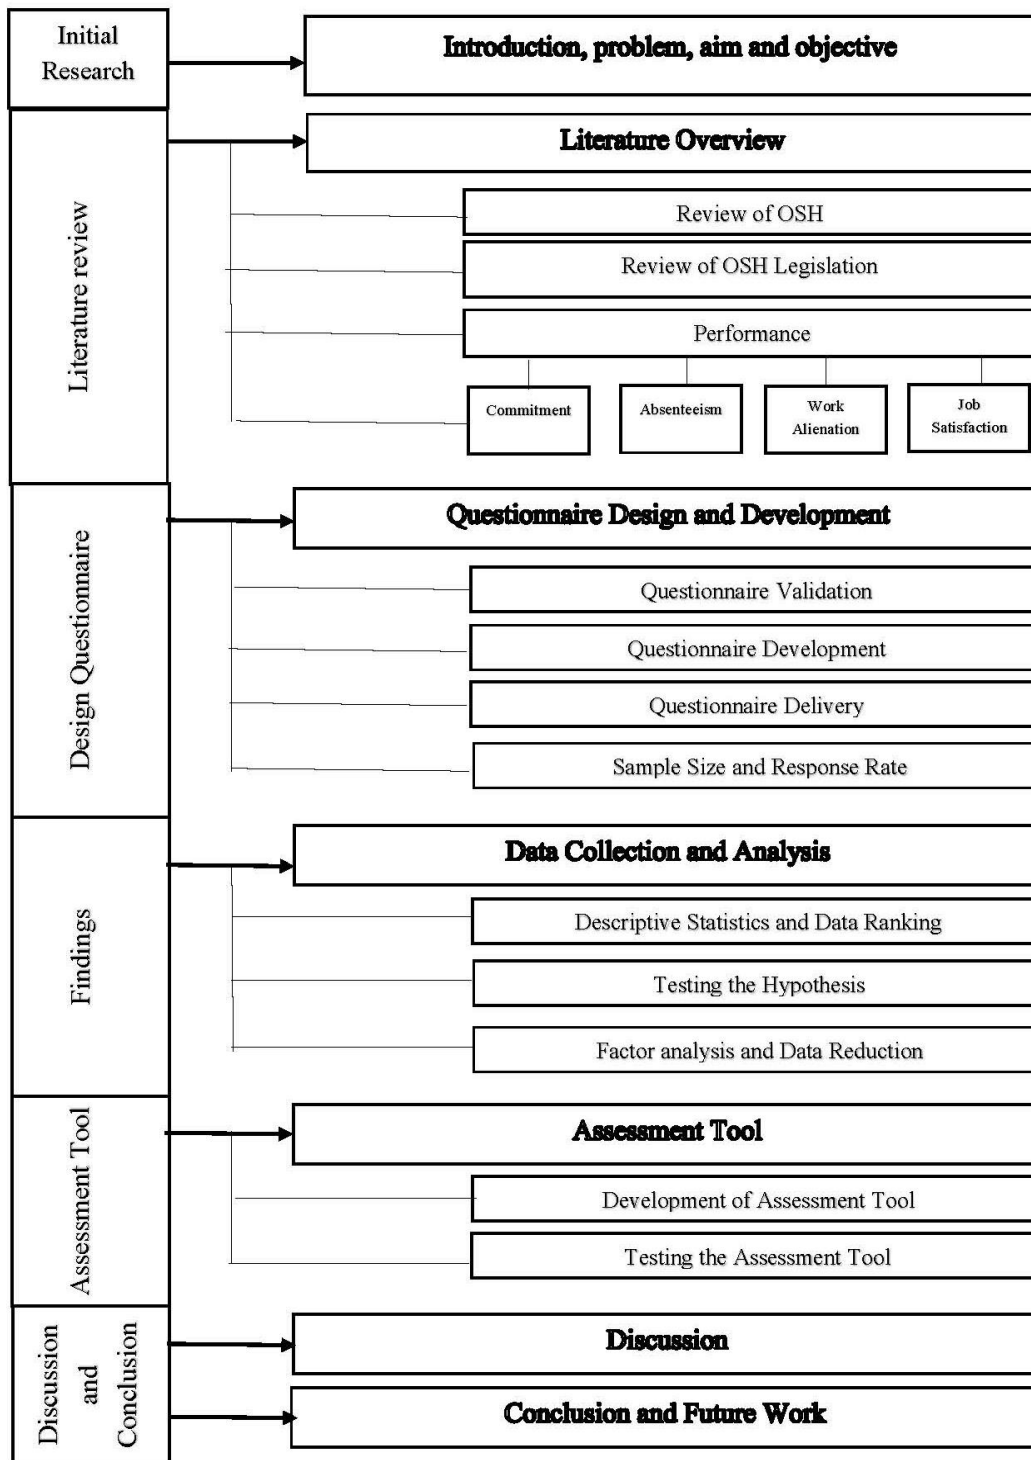 Initial
Research
Introduction, problem, aim and objective
Literature review
Literature Overview
Review of OSH
Review of OSH Legislation
Performance
Commitment
Absenteeism
Work
Alienation
Job
Satisfaction
Design Questionnaire
Questionnaire Design and Development
Questionnaire Validation
Questionnaire Development
Questionnaire Delivery
Sample Size and Response Rate
Findings
Data Collection and Analysis
Descriptive Statistics and Data Ranking
Testing the Hypothesis
Factor analysis and Data Reduction
Assessment Tool
Assessment Tool
Development of Assessment Tool
Testing the Assessment Tool
Discussion
and
Conclusion
Discussion
Conclusion and Future Work